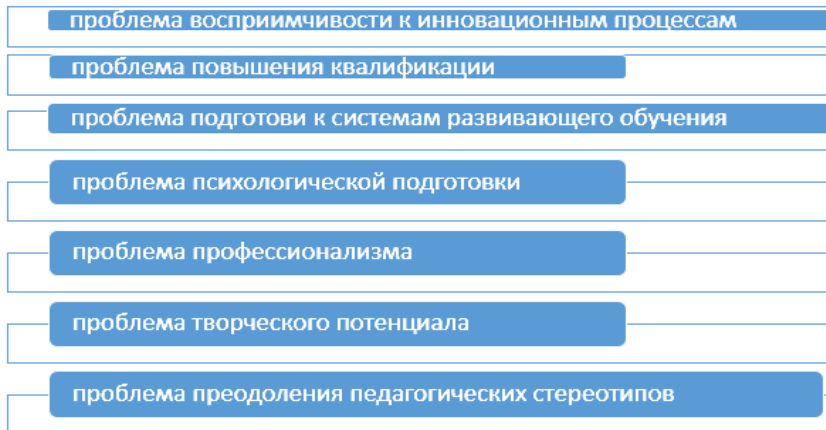 проблема восприимчивости к инновационным процессам
проблема повышения квалификации
проблема подготови к системам развивающего обучения
проблема психологической подготовки
проблема профессионализма
проблема творческого потенциала
проблема преодоления педагогических стереотипов